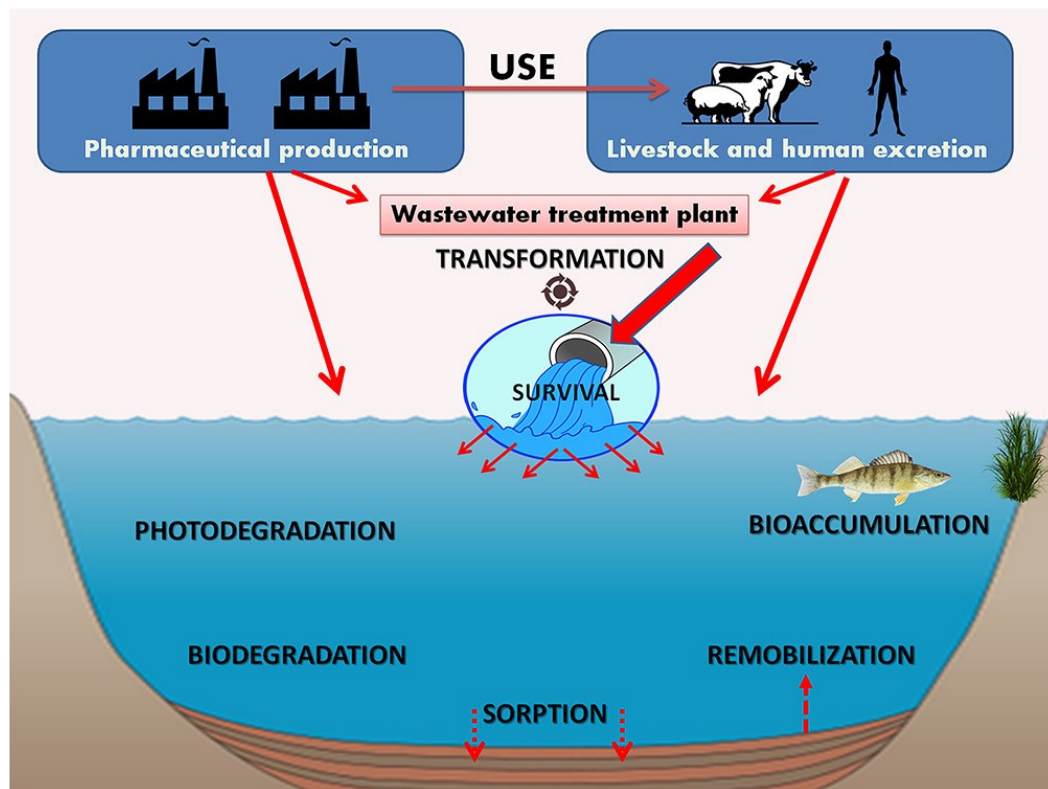 USE
Pharmaceutical production
Livestock and human excretion
Wastewater treatment plant
TRANSFORMATION
SURVIVAL
PHOTODEGRADATION
BIOACCUMULATION
BIODEGRADATION
REMOBILIZATION
SORPTION